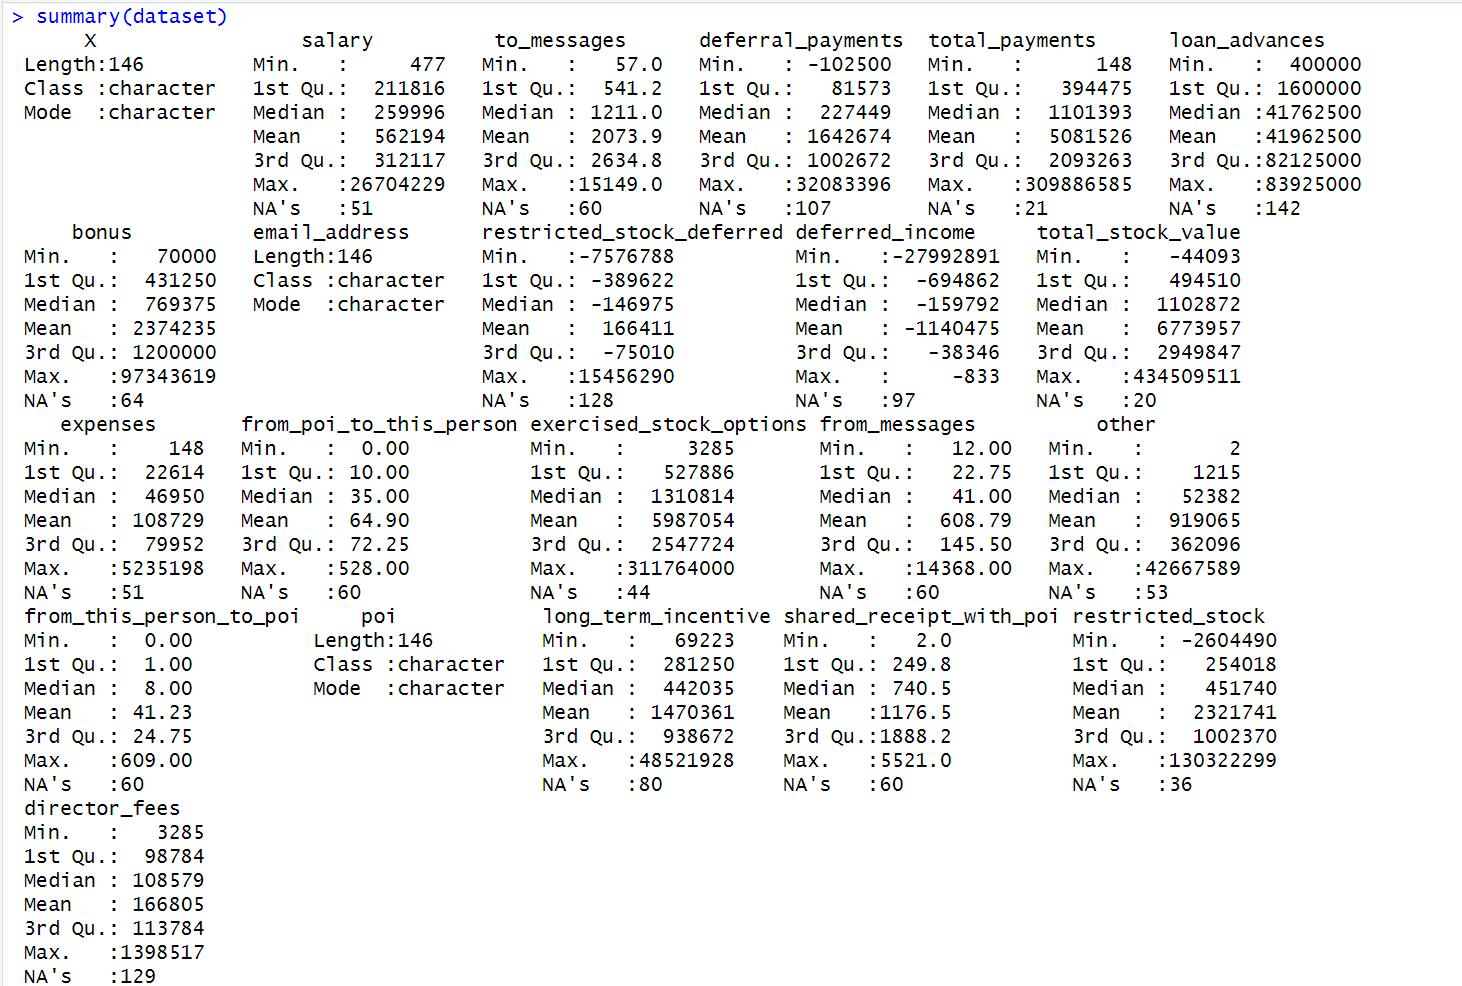 > summary(dataset)
X salary to_messages deferral_payments total_payments loan_advances
Length:146 Min. : 477 Min. : 57.0 Min. : -102500 Min. : 148 Min. : 400000
Class :character 1st Qu.: 211816 1st Qu.: 541.2 1st Qu.: 81573 1st Qu.: 394475 1st Qu.: 1600000
Mode :character Median : 259996 Median : 1211.0 Median : 227449 Median : 1101393 Median :41762500
Mean : 562194 Mean : 2073.9 Mean : 1642674 Mean : 5081526 Mean :41962500
3rd Qu.: 312117 3rd Qu.: 2634.8 3rd Qu.: 1002672 3rd Qu.: 2093263 3rd Qu.:82125000
Max. :26704229 Max. :15149.0 Max. :32083396 Max. :309886585 Max. :83925000
NA's :51 NA's :60 NA's :107 NA's :21 NA's :142
bonus email_address restricted_stock_deferred deferred_income total_stock_value
Min. : 70000 Length:146 Min. :-7576788 Min. :-27992891 Min. : -44093
1st Qu.: 431250 Class :character 1st Qu.: -389622 1st Qu.: -694862 1st Qu.: 494510
Median : 769375 Mode :character Median : -146975 Median : -159792 Median : 1102872
Mean : 2374235 Mean : 166411 Mean : -1140475 Mean : 6773957
3rd Qu.: 1200000 3rd Qu.: -75010 3rd Qu.: -38346 3rd Qu.: 2949847
Max. :97343619 Max. :15456290 Max. : -833 Max. :434509511
NA's :64 NA's :128 NA's :97 NA's :20
expenses from_poi_to_this_person exercised_stock_options from_messages other
Min. : 148 Min. : 0.00 Min. : 3285 Min. : 12.00 Min. : 2
1st Qu.: 22614 1st Qu.: 10.00 1st Qu.: 527886 1st Qu.: 22.75 1st Qu.: 1215
Median : 46950 Median : 35.00 Median : 1310814 Median : 41.00 Median : 52382
Mean : 108729 Mean : 64.90 Mean : 5987054 Mean : 608.79 Mean : 919065
3rd Qu.: 79952 3rd Qu.: 72.25 3rd Qu.: 2547724 3rd Qu.: 145.50 3rd Qu.: 362096
Max. :5235198 Max. :528.00 Max. :311764000 Max. :14368.00 Max. :42667589
NA's :51 NA's :60 NA's :44 NA's :60 NA's :53
from_this_person_to_poi poi long_term_incentive shared_receipt_with_poi restricted_stock
Min. : 0.00 Length:146 Min. : 69223 Min. : 2.0 Min. : -2604490
1st Qu.: 1.00 Class :character 1st Qu.: 281250 1st Qu.: 249.8 1st Qu.: 254018
Median : 8.00 Mode :character Median : 442035 Median : 740.5 Median : 451740
Mean : 41.23 Mean : 1470361 Mean :1176.5 Mean : 2321741
3rd Qu.: 24.75 3rd Qu.: 938672 3rd Qu.:1888.2 3rd Qu.: 1002370
Max. :609.00 Max. :48521928 Max. :5521.0 Max. :130322299
NA's :60 NA's :80 NA's :60 NA's :36
director_fees
Min. : 3285
1st Qu.: 98784
Median : 108579
Mean : 166805
3rd Qu.: 113784
Max. :1398517
NA's :129